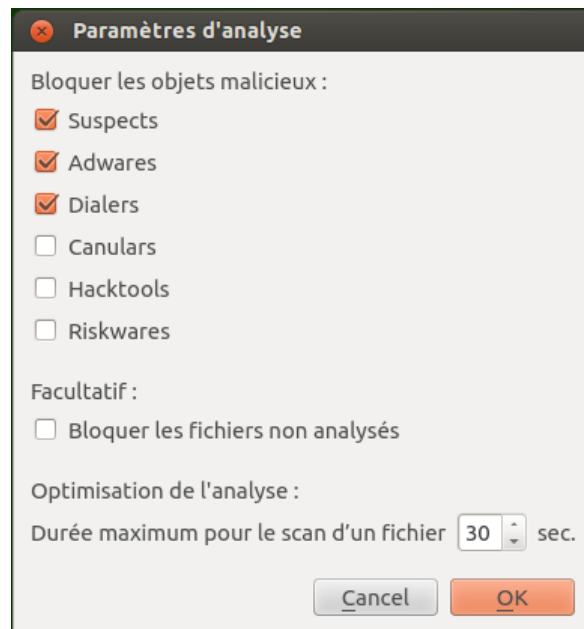 Paramètres d'analyse
Bloquer les objets malicieux :
Suspects
Adwares
Dialers
Canulars
Hacktools
Riskwares
Facultatif :
Bloquer les fichiers non analysés
Optimisation de l'analyse :
Durée maximum pour le scan d’un fichier 30 sec.
Cancel OK